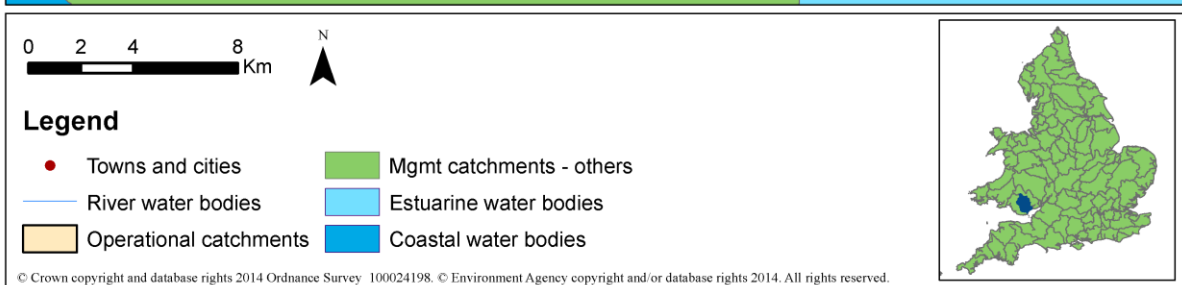 0 2 4 8
Km
N
Legend
Towns and cities
Mgmt catchments - others
River water bodies
Estuarine water bodies
Operational catchments
Coastal water bodies
© Crown copyright and database rights 2014 Ordnance Survey 100024198. © Environment Agency copyright and/or database rights 2014. All rights reserved.